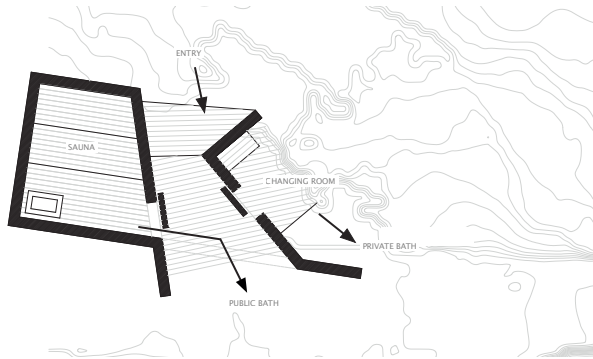 ENTRY
SAUNA
CHANGING ROOM
PRIVATE BATH
PUBLIC BATH